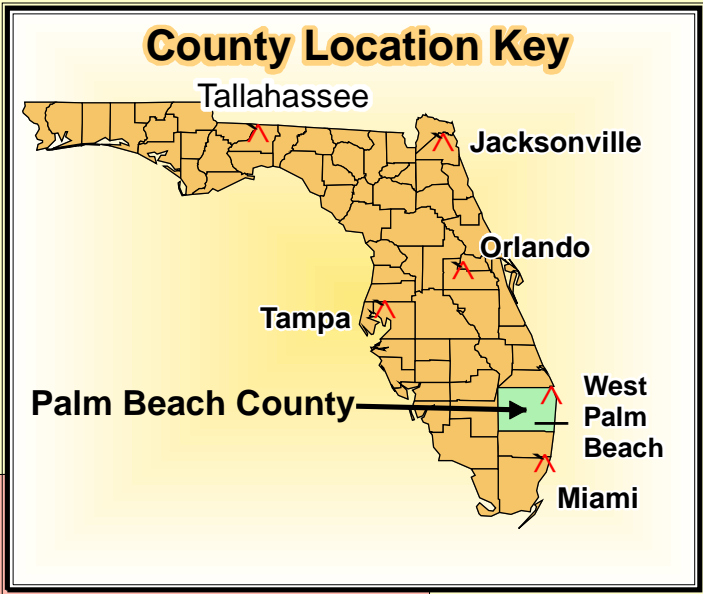 County Location Key
Tallahassee
Jacksonville
Orlando
Tampa
Palm Beach County
West
Palm
Beach
Miami